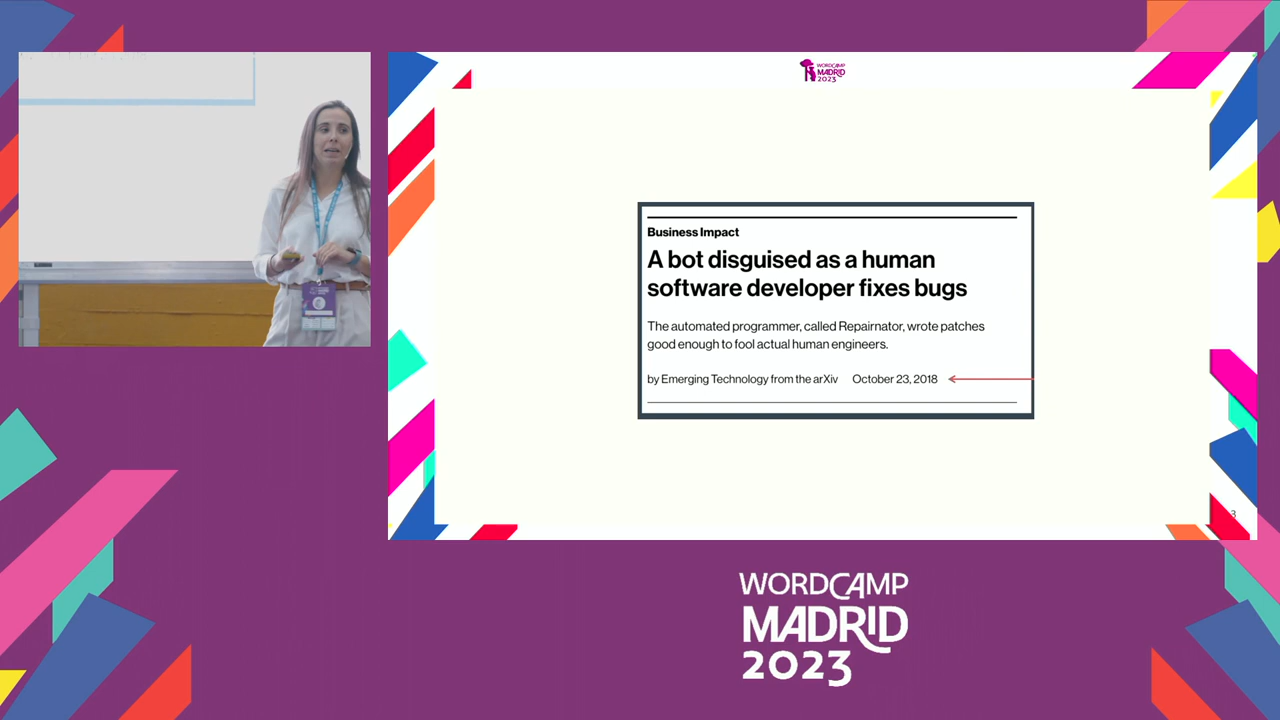 WORDCAMP
MADRID
2023
Business Impact
A bot disguised as a human
software developer fixes bugs
The automated programmer, called Repairnator, wrote patches
good enough to fool actual human engineers.
by Emerging Technology from the arXiv October 23, 2018
3
WORDCAMP
MADRID
2023